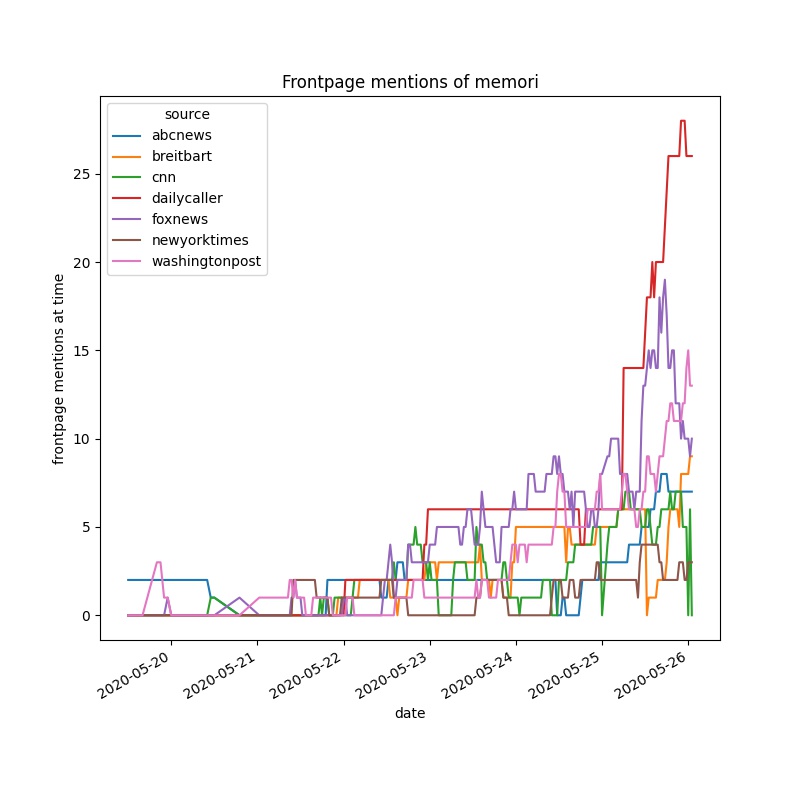 Frontpage mentions of memori
source
abcnews
breitbart
cnn
dailycaller
foxnews
newyorktimes
washingtonpost
frontpage mentions at time
25
20
15
10
5
0
2020-05-20
2020-05-21
2020-05-22
2020-05-23
2020-05-24
2020-05-25
2020-05-26
date